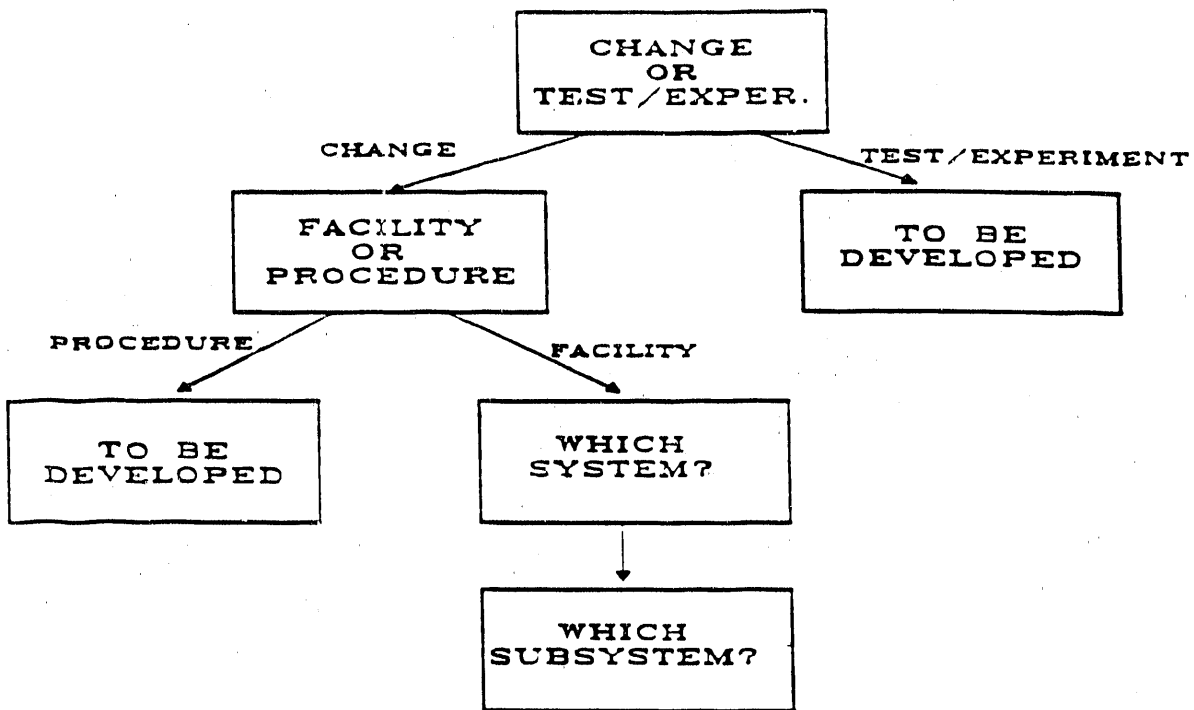 CHANGE
OR
TEST/EXPER.
CHANGE
TEST/EXPERIMENT
FACILITY
OR
PROCEDURE
TO BE
DEVELOPED
PROCEDURE
FACILITY
TO BE
DEVELOPED
WHICH
SYSTEM?
WHICH
SUBSYSTEM?